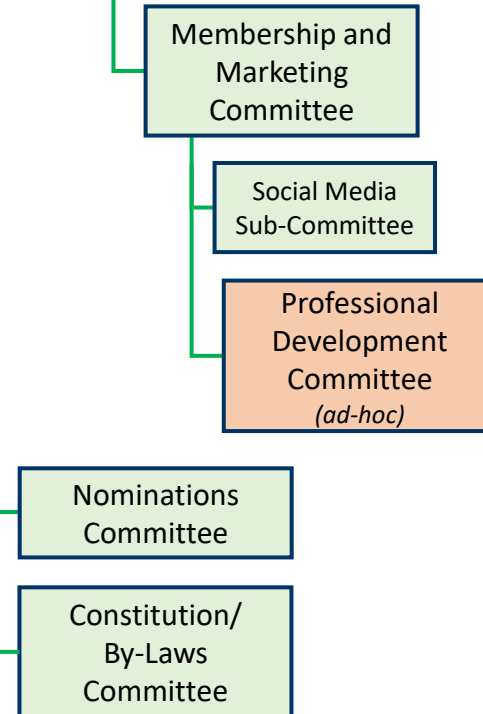 Membership and
Marketing
Committee
Social Media
Sub-Committee
Professional
Development
Committee
(ad-hoc)
Nominations
Committee
Constitution/
By-Laws
Committee